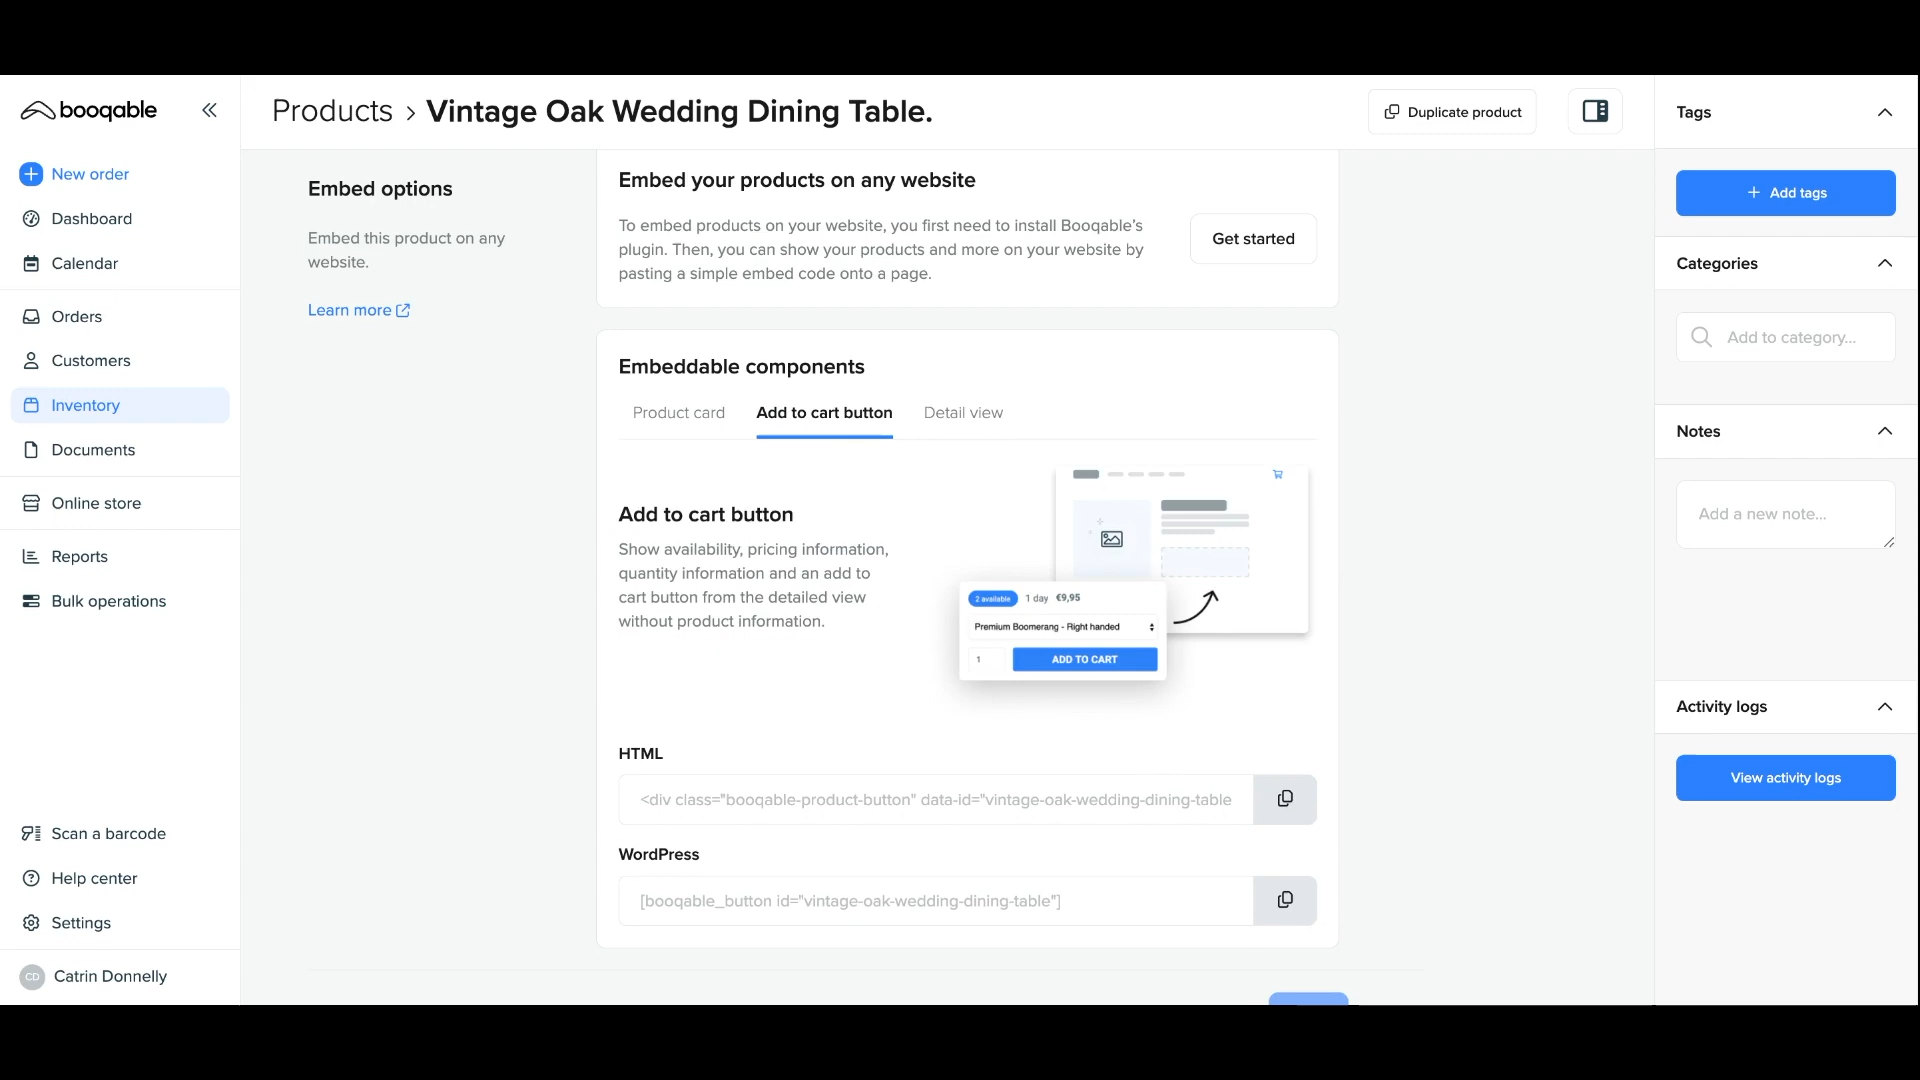 booqable
New order
Dashboard
Calendar
Orders
Customers
Inventory
Documents
Online store
Reports
Bulk operations
Scan a barcode
Help center
Settings
CD Catrin Donnelly
Products › Vintage Oak Wedding Dining Table.
Duplicate product
Embed options
Embed this product on any
website.
Learn more
Embed your products on any website
To embed products on your website, you first need to install Booqable's
plugin. Then, you can show your products and more on your website by
pasting a simple embed code onto a page.
Get started
Embeddable components
Product card Add to cart button Detail view
Add to cart button
Show availability, pricing information,
quantity information and an add to
cart button from the detailed view
without product information.
2 available 1 day €9,95
Premium Boomerang - Right handed
1 ADD TO CART
HTML
<div class="booqable-product-button" data-id="vintage-oak-wedding-dining-table
WordPress
[booqable_button id="vintage-oak-wedding-dining-table"]
Tags
+ Add tags
Categories
Add to category...
Notes
Add a new note...
Activity logs
View activity logs